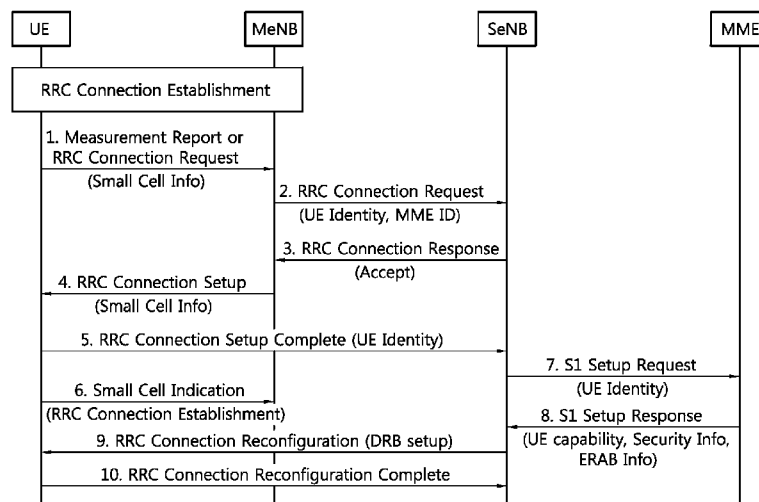 UE
MeNB
SeNB
MME
RRC Connection Establishment
1. Measurement Report or
RRC Connection Request
(Small Cell Info)
2. RRC Connection Request
(UE Identity, MME ID)
3. RRC Connection Response
(Accept)
4. RRC Connection Setup
(Small Cell Info)
5. RRC Connection Setup Complete (UE Identity)
7. S1 Setup Request
(UE Identity)
6. Small Cell Indication
(RRC Connection Establishment)
8. S1 Setup Response
(UE capability, Security Info,
ERAB Info)
9. RRC Connection Reconfiguration (DRB setup)
10. RRC Connection Reconfiguration Complete